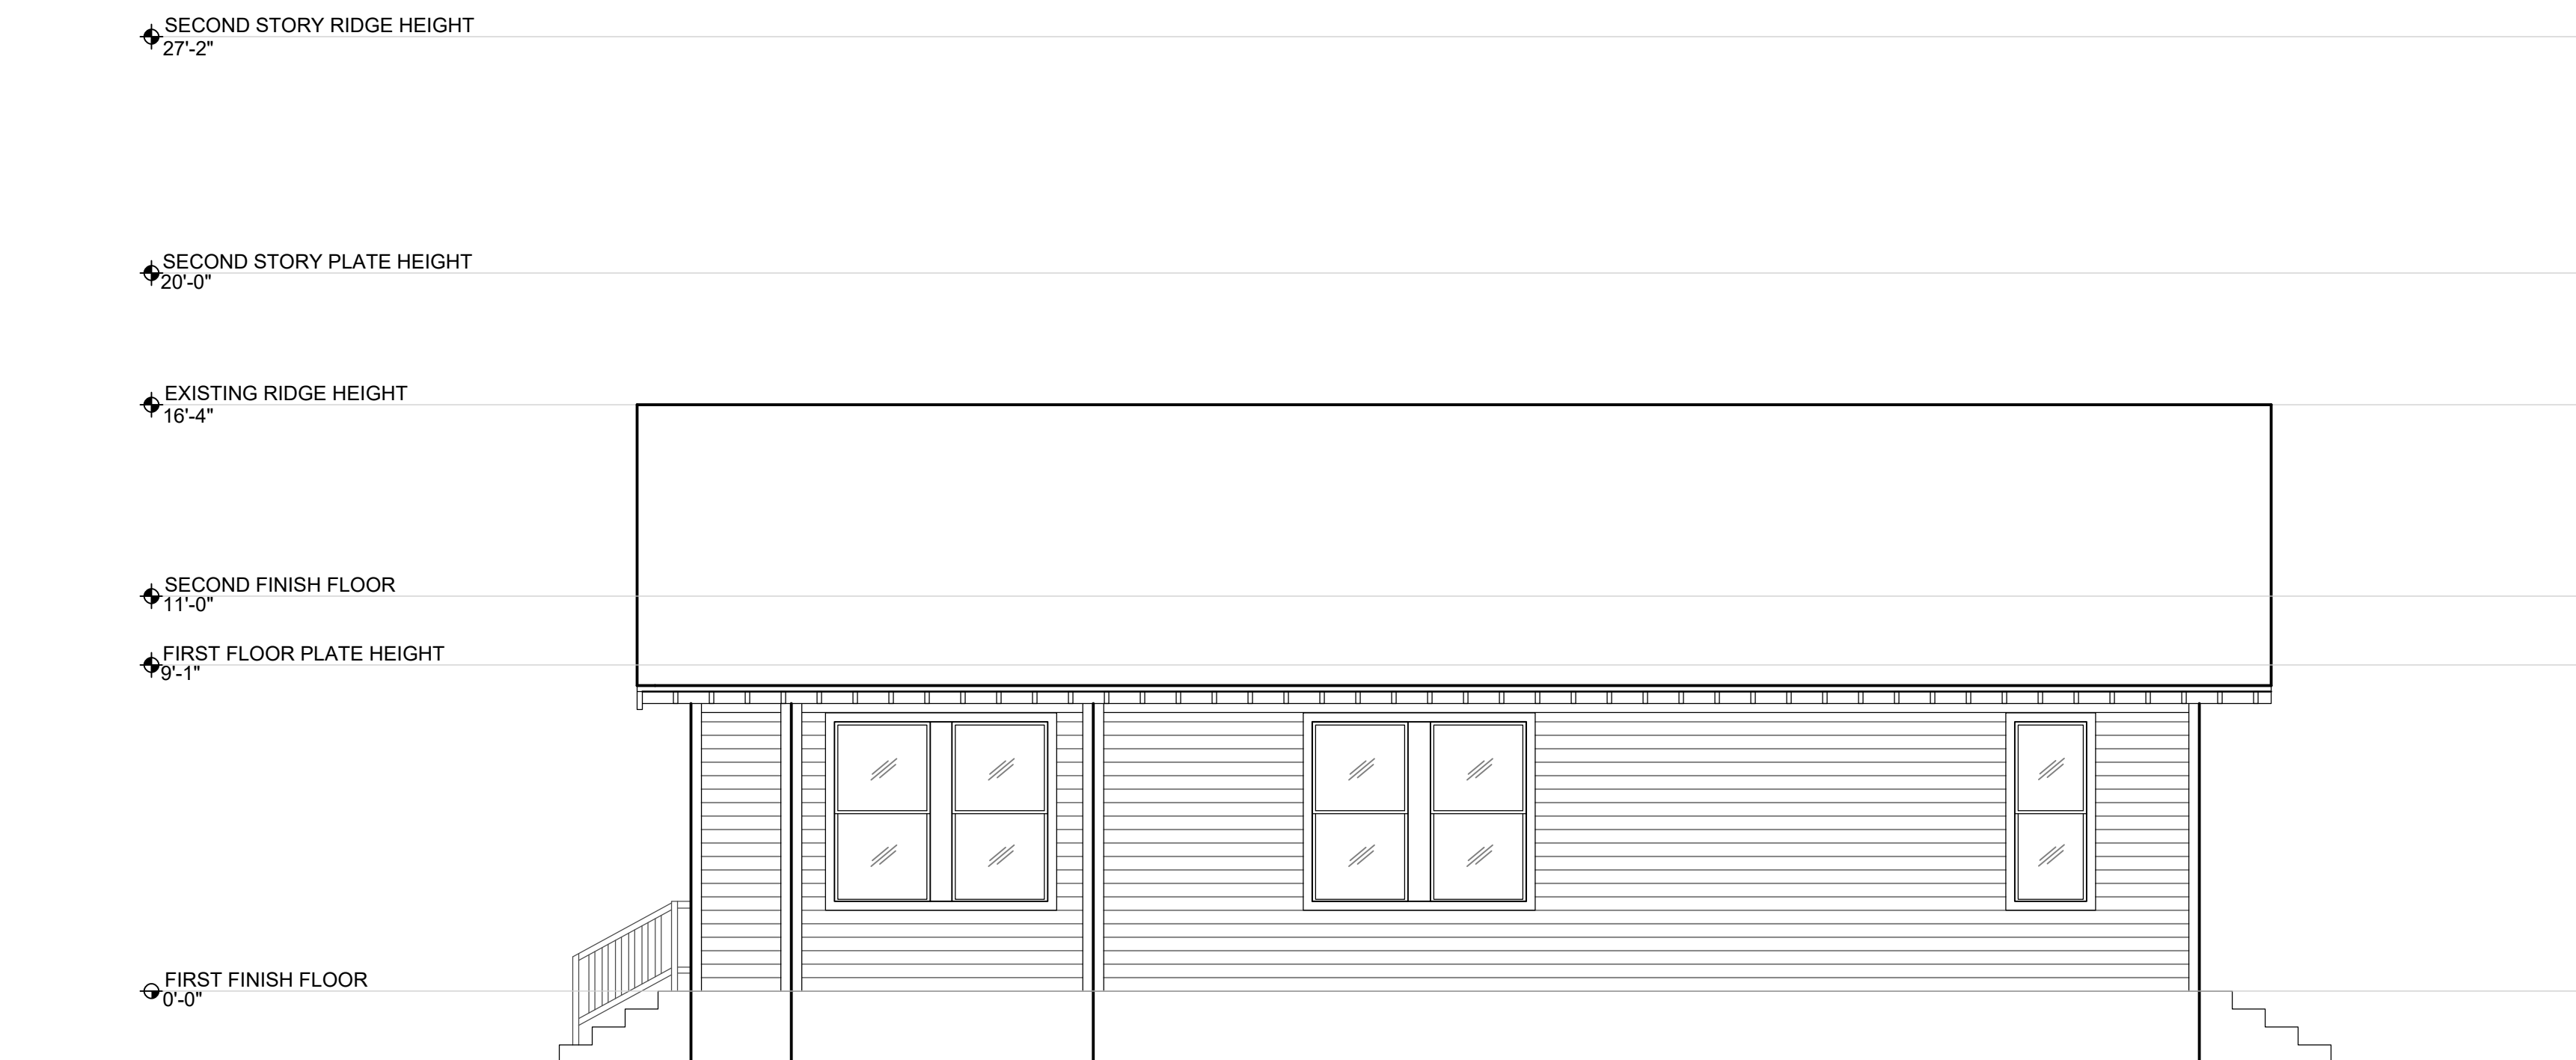 SECOND STORY RIDGE HEIGHT
27'-2"
SECOND STORY PLATE HEIGHT
20'-0"
EXISTING RIDGE HEIGHT
16'-4"
SECOND FINISH FLOOR
11'-0"
FIRST FLOOR PLATE HEIGHT
9'-1"
FIRST FINISH FLOOR
0'-0"